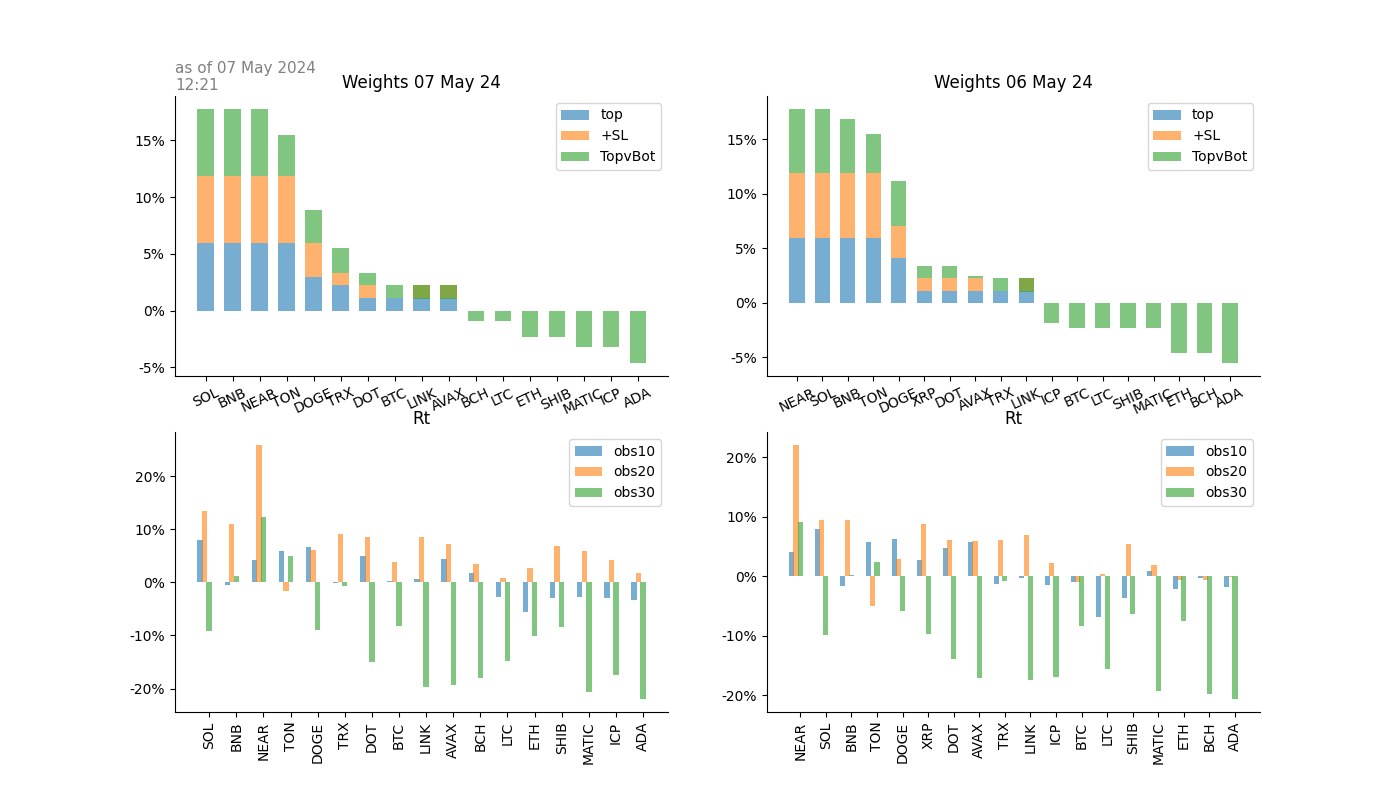 as of 07 May 2024
12:21
Weights 07 May 24
15%
10%
5%
0%
-5%
top
+SL
TopvBot
SOL BNB NEAR TON DOGE TRX DOT BTC LINK AVAX BCH LTC ETH SHIB MATIC ICP ADA
Weights 06 May 24
15%
10%
5%
0%
-5%
top
+SL
TopvBot
NEAR SOL BNB TON DOGE XRP DOT AVAX TRX LINK ICP BTC LTC SHIB MATIC ETH BCH ADA
Rt
20%
10%
0%
-10%
-20%
obs10
obs20
obs30
SOL BNB NEAR TON DOGE TRX DOT BTC LINK AVAX BCH LTC ETH SHIB MATIC ICP ADA
Rt
20%
10%
0%
-10%
-20%
obs10
obs20
obs30
NEAR SOL BNB TON DOGE XRP DOT AVAX TRX LINK ICP BTC LTC SHIB MATIC ETH BCH ADA